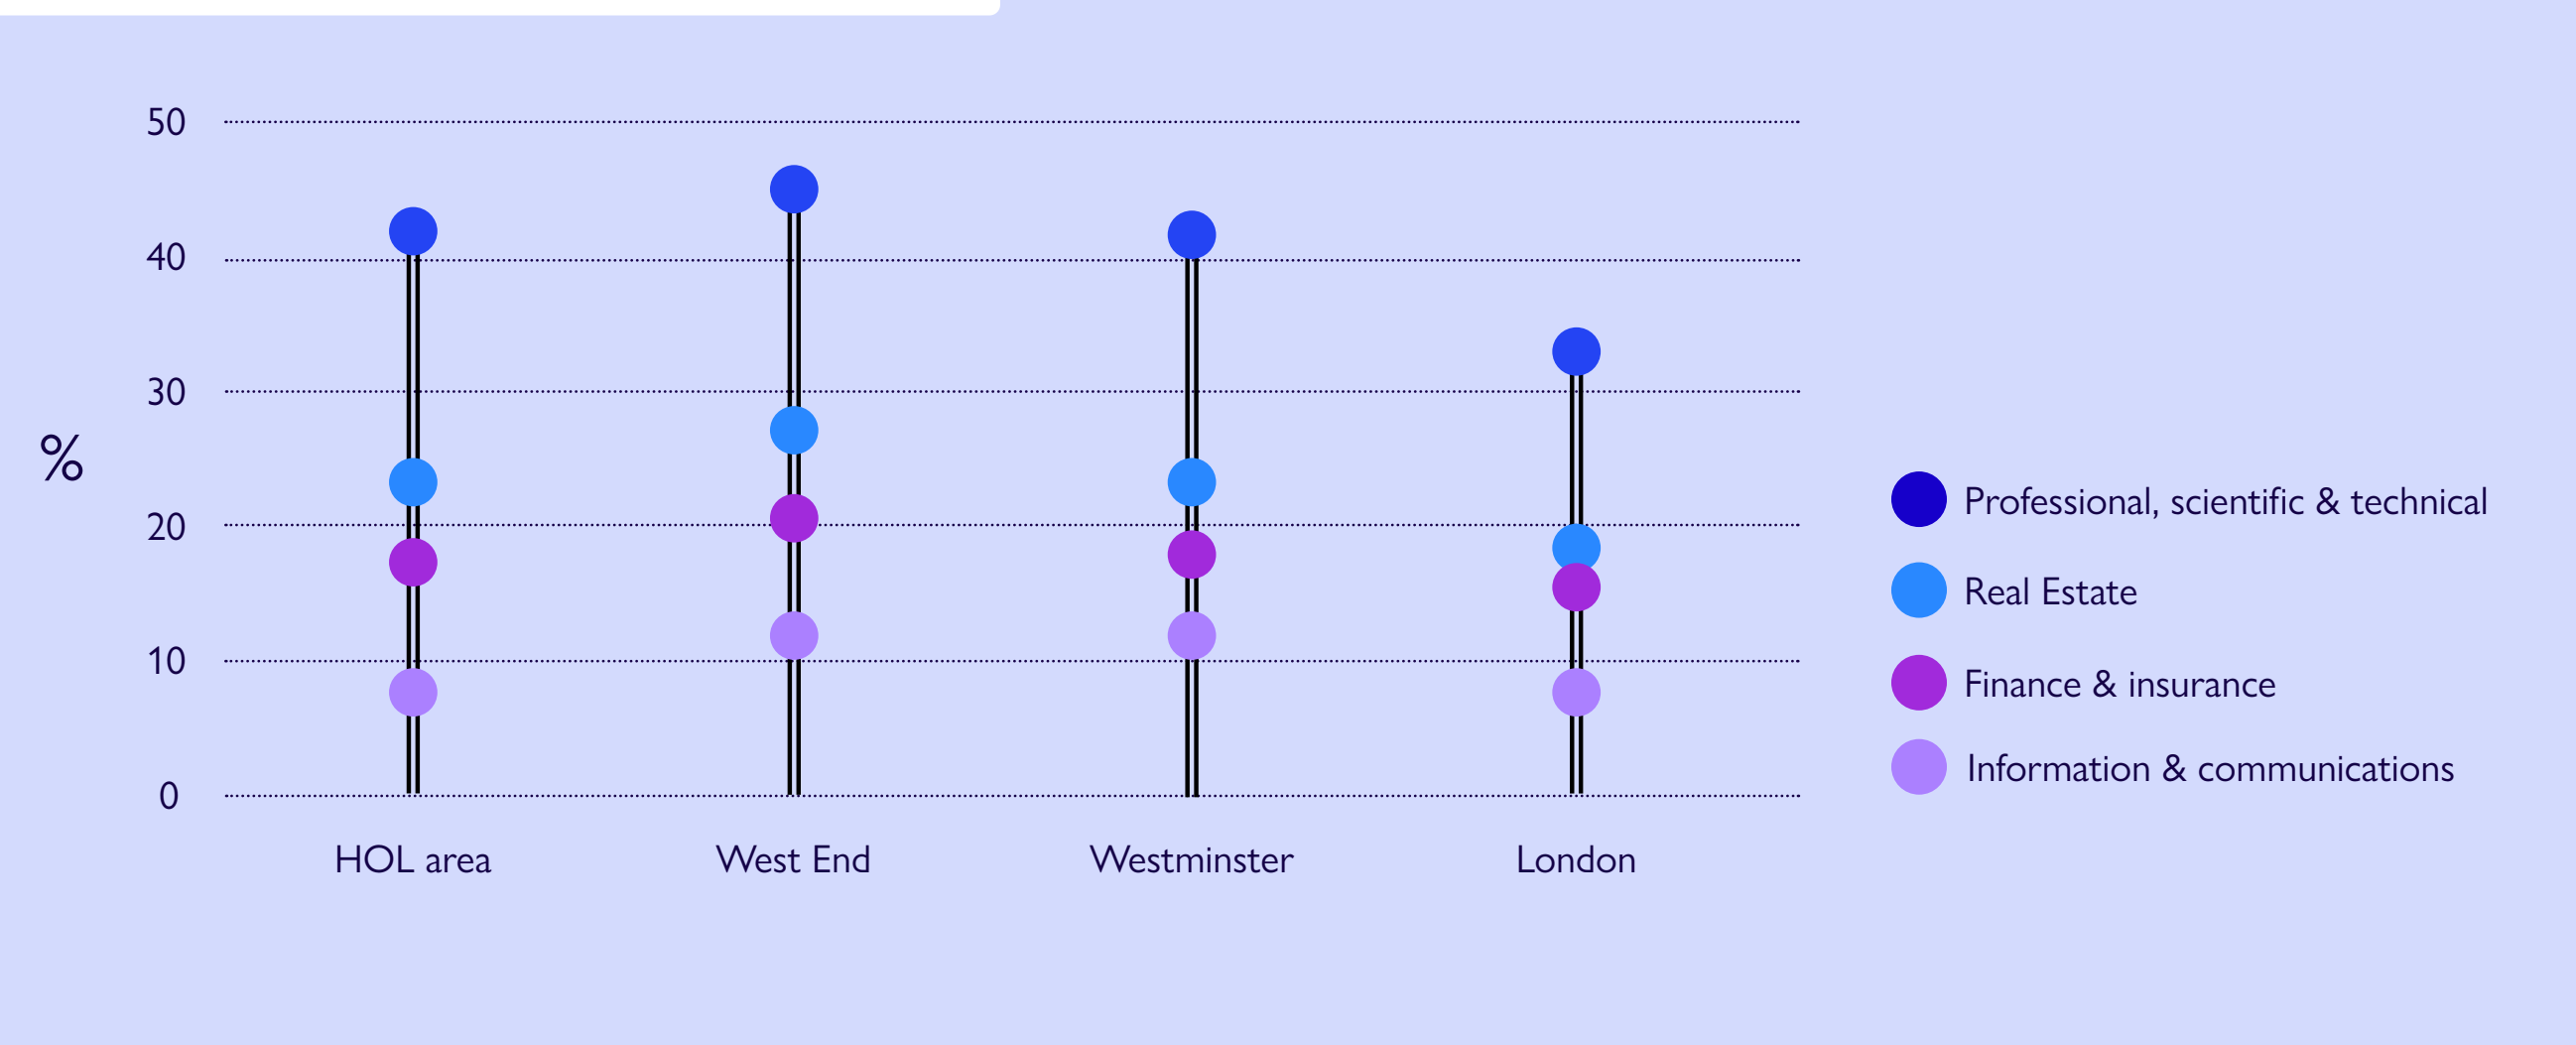 50
40
30
%
20
10
0
HOL area
West End
Westminster
London
Professional, scientific & technical
Real Estate
Finance & insurance
Information & communications